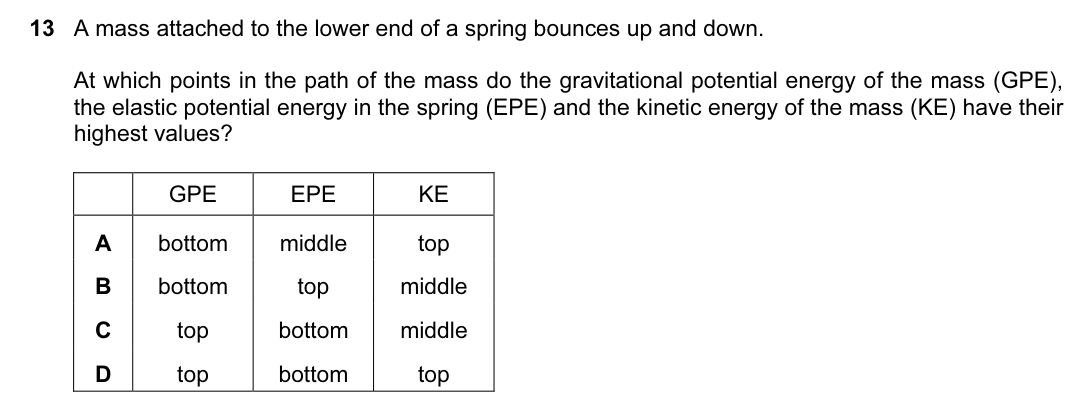 13 A mass attached to the lower end of a spring bounces up and down.
At which points in the path of the mass do the gravitational potential energy of the mass (GPE),
the elastic potential energy in the spring (EPE) and the kinetic energy of the mass (KE) have their
highest values?
GPE EPE KE
A bottom middle top
B bottom top middle
C top bottom middle
D top bottom top